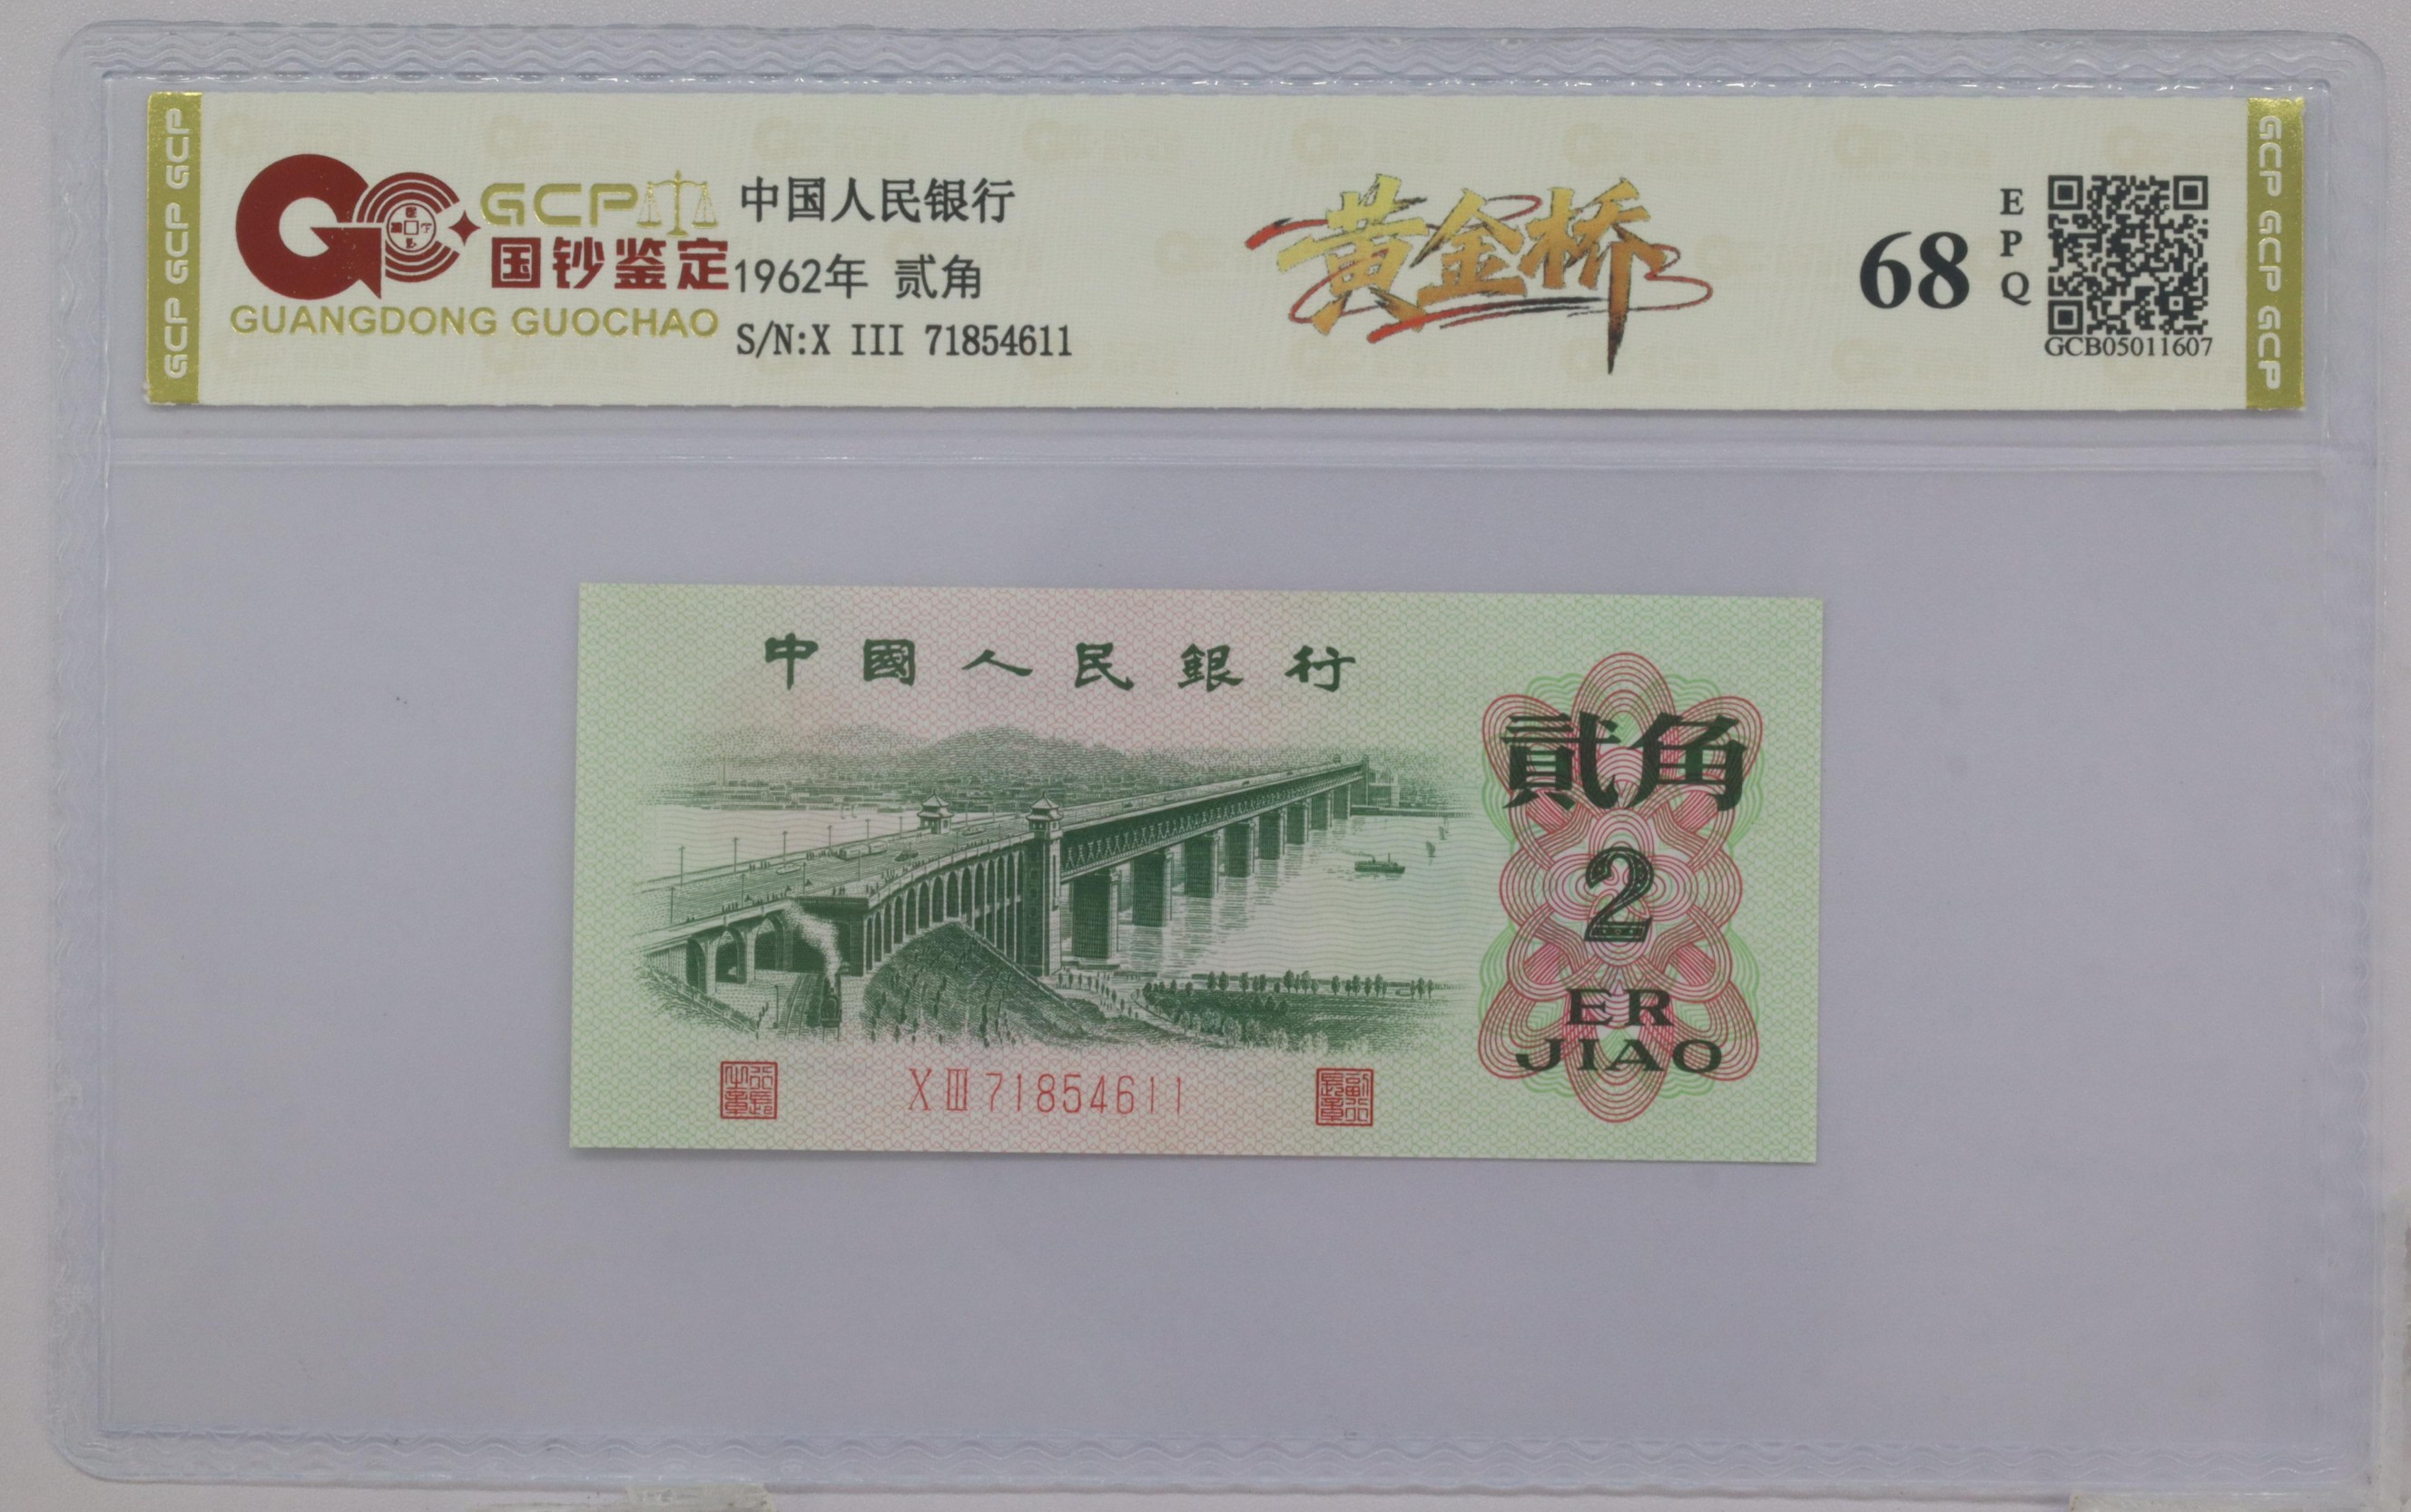 GCP GCP GCP
GCP
国钞鉴定
GUANGDONG GUOCHAO
中国人民银行
1962年 贰角
S/N:X III 71854611
黄金桥
68
EPQ
GCB05011607
GCP GCP GCP
中國人民銀行
貳角
2
ER
JIAO
X III 71854611